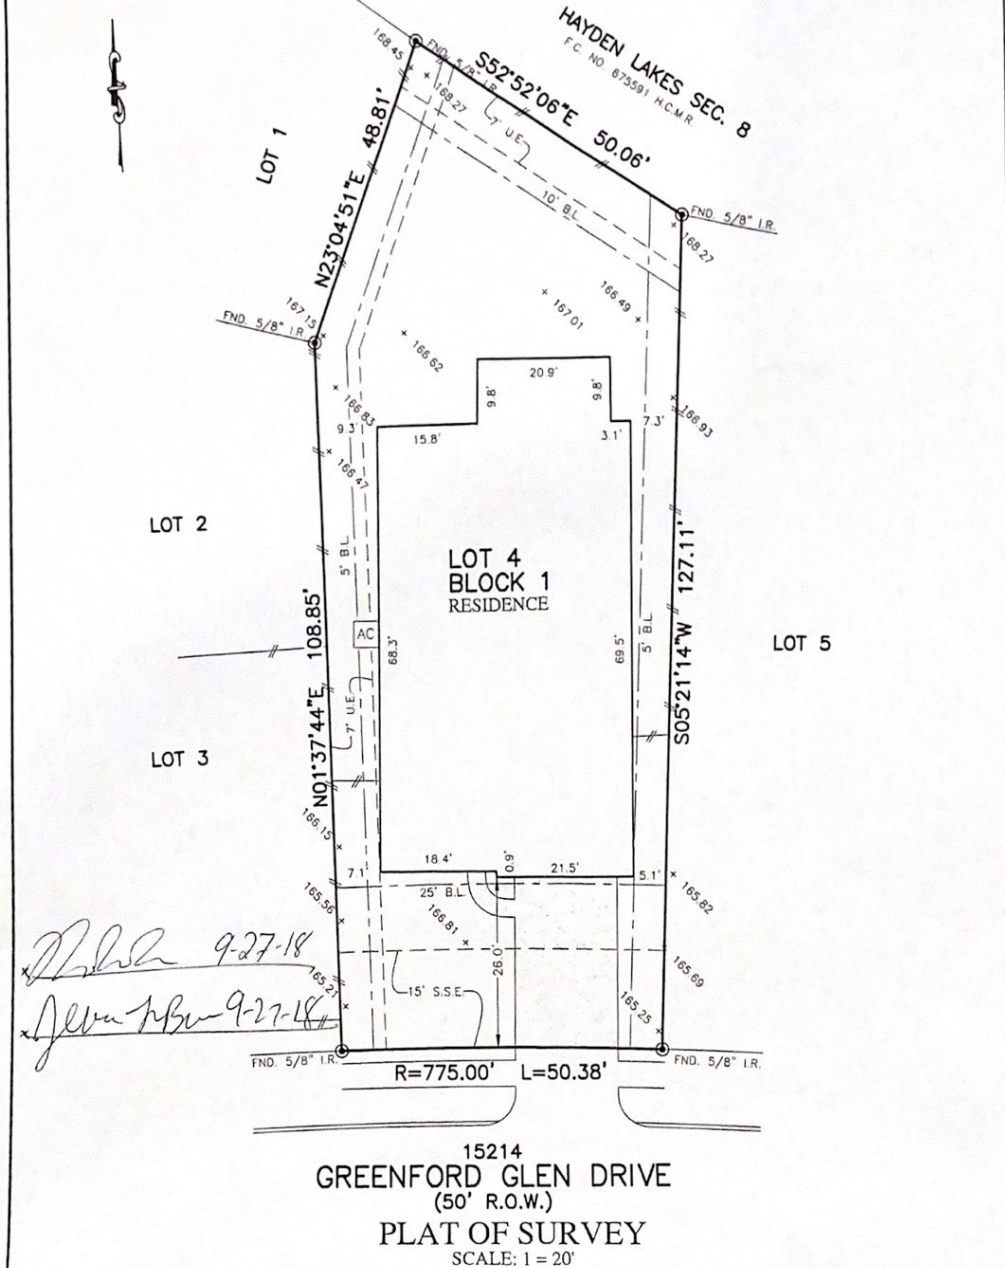 HAYDEN LAKES SEC. 8
F.C. NO 675591 H.C.M.R.
168.45
FND. 5/8" I.R.
S52°52'06"E 50.06'
168.27
7' U.E.
LOT 1
N23°04'51"E 48.81'
10' B.L.
FND. 5/8" I.R.
168.27
166.49
167.01
167.15
FND. 5/8" I.R.
166.62
20.9'
9.8'
9.8'
166.83
9.3'
15.8'
3.1'
7.3'
166.93
166.47
LOT 2
5' B.L.
LOT 4
BLOCK 1
RESIDENCE
S05°21'14"W 127.11'
N01°37'44"E 108.85'
AC
68.3'
69.5'
5' B.L.
LOT 5
7' U.E.
LOT 3
166.15
18.4'
0.9'
21.5'
7.1'
5.1'
25' B.L.
165.56
166.81
165.82
9-27-18
26.0'
165.69
165.21
15' S.S.E.
165.25
9-27-18
FND. 5/8" I.R.
FND. 5/8" I.R.
R=775.00' L=50.38'
15214
GREENFORD GLEN DRIVE
(50' R.O.W.)
PLAT OF SURVEY
SCALE: 1 = 20'